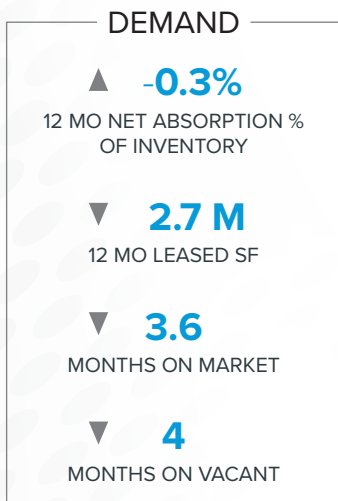 DEMAND
▲ -0.3%
12 MO NET ABSORPTION %
OF INVENTORY
▼ 2.7 M
12 MO LEASED SF
▼ 3.6
MONTHS ON MARKET
▼ 4
MONTHS ON VACANT